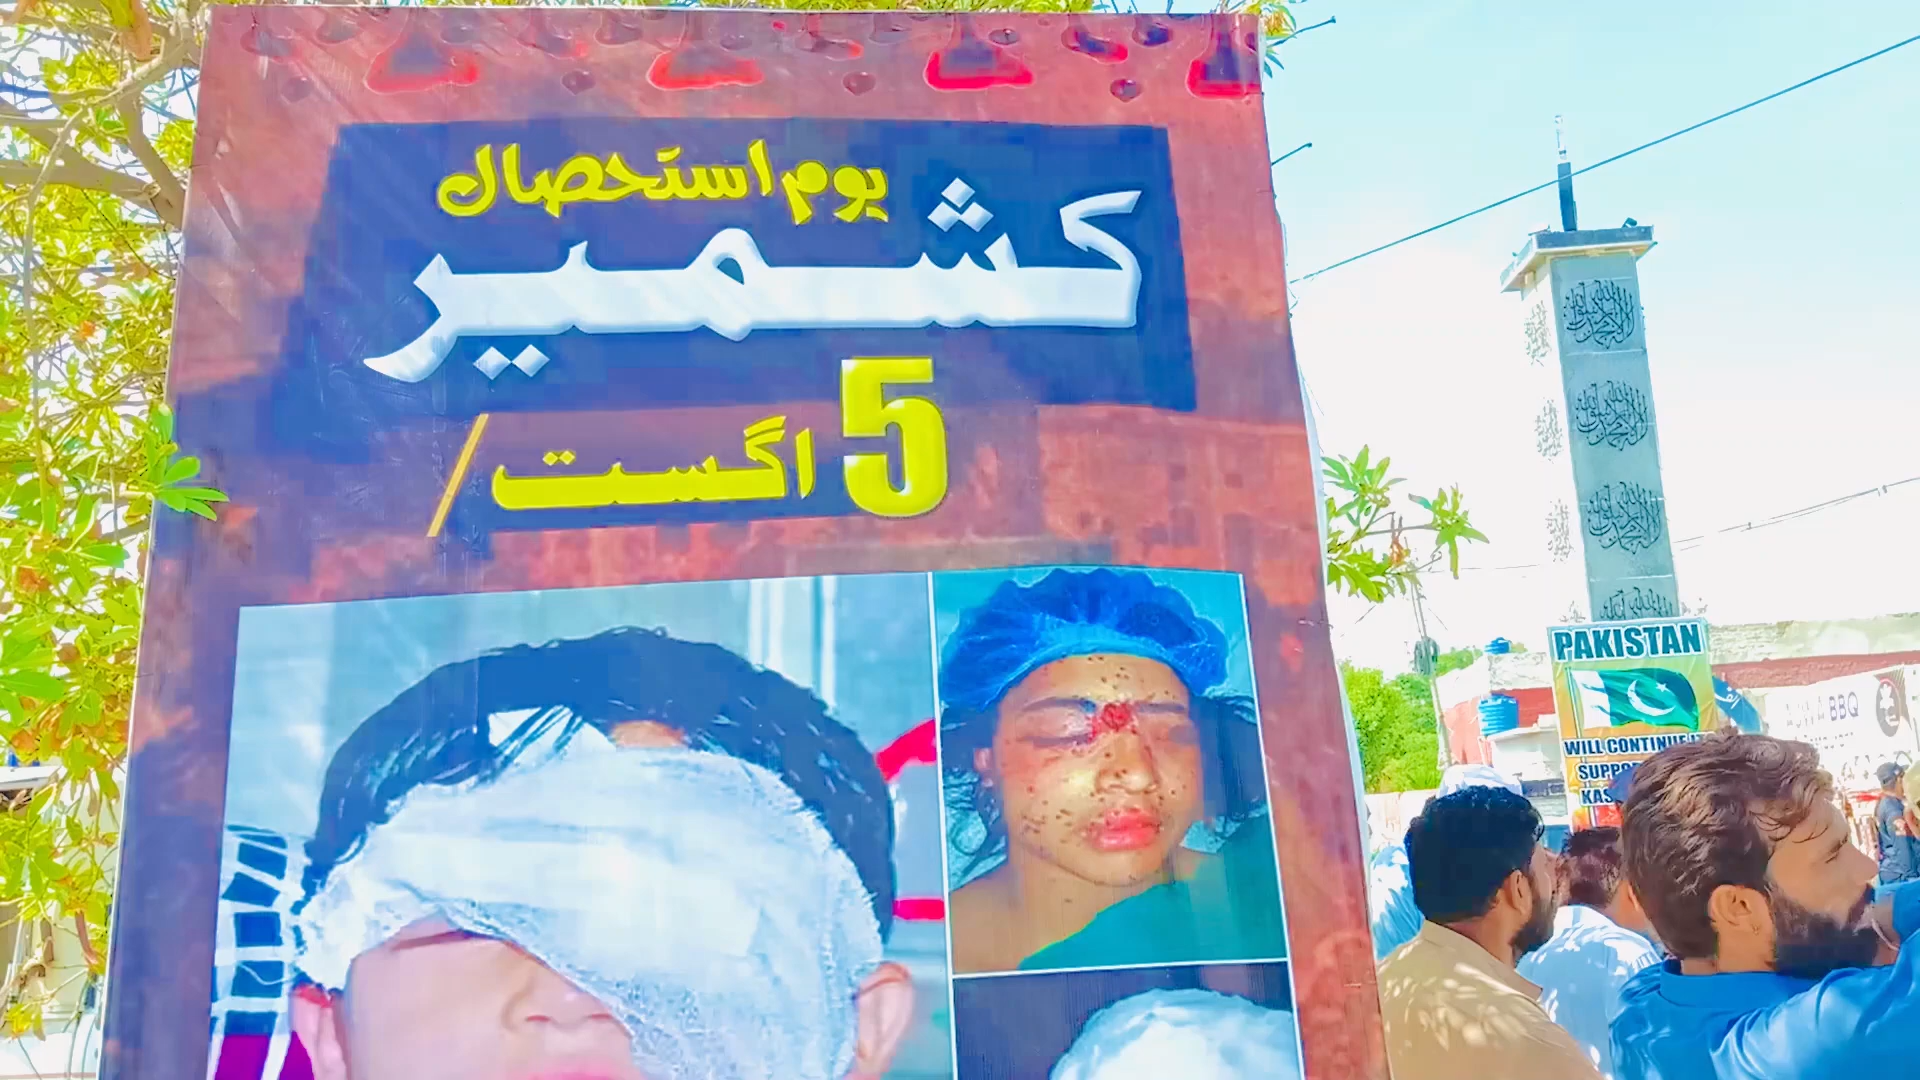 یوم استحصال
کشمیر
5 اگست/
PAKISTAN
WILL CONTINUE
BBQ